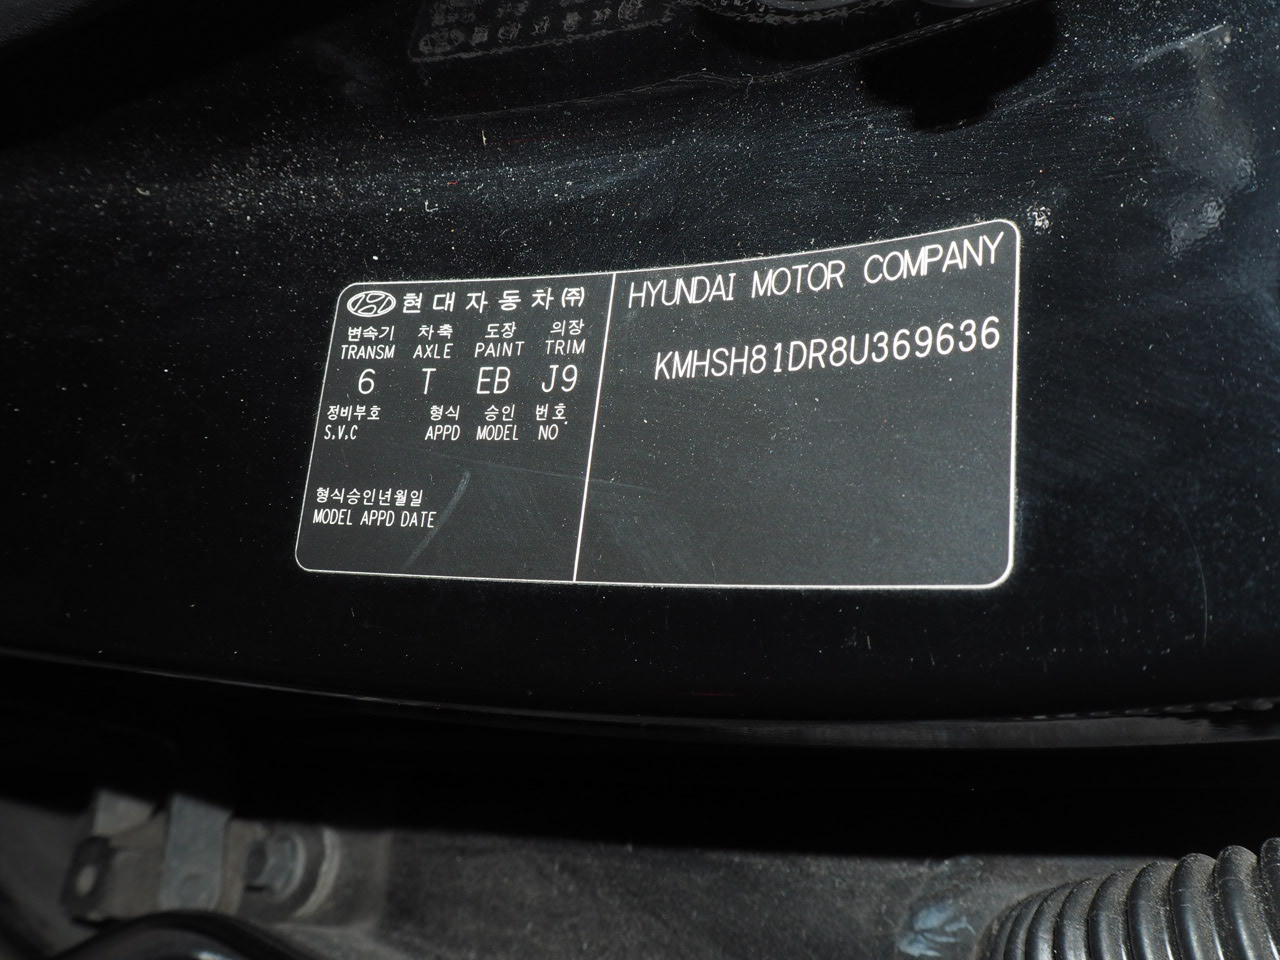 현대자동차㈜
변속기 차축 도장 의장
TRANSM AXLE PAINT TRIM
6 T EB J9
정비부호 형식 승인 번호
S.V.C APPD MODEL NO.
형식승인년월일
MODEL APPD DATE
HYUNDAI MOTOR COMPANY
KMHSH81DR8U369636